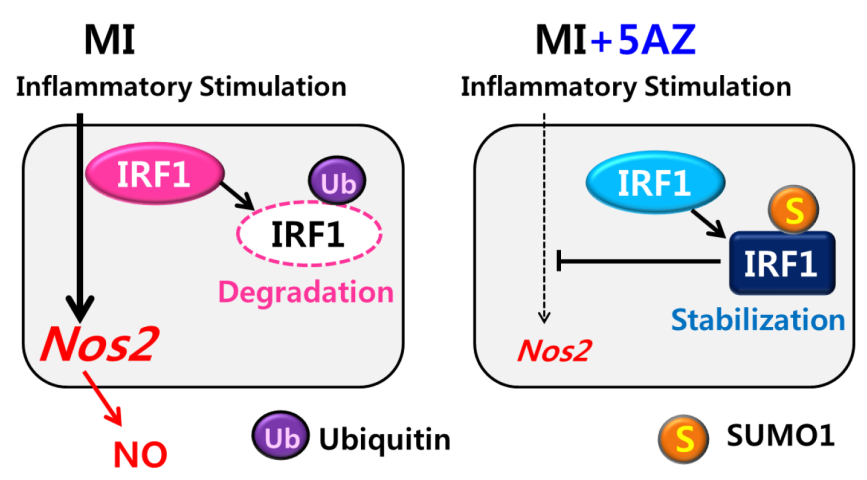 MI
Inflammatory Stimulation
IRF1
Ub
IRF1
Degradation
Nos2
NO
Ub Ubiquitin
MI+5AZ
Inflammatory Stimulation
IRF1
S
IRF1
Stabilization
Nos2
S SUMO1